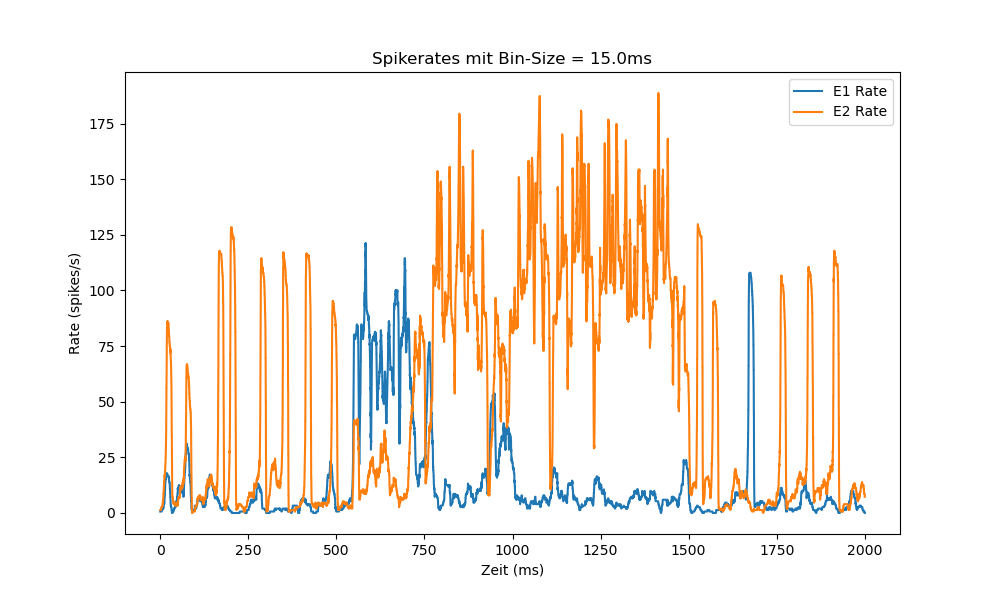 Spikerates mit Bin-Size = 15.0ms
E1 Rate
E2 Rate
Rate (spikes/s)
175
150
125
100
75
50
25
0
0 250 500 750 1000 1250 1500 1750 2000
Zeit (ms)